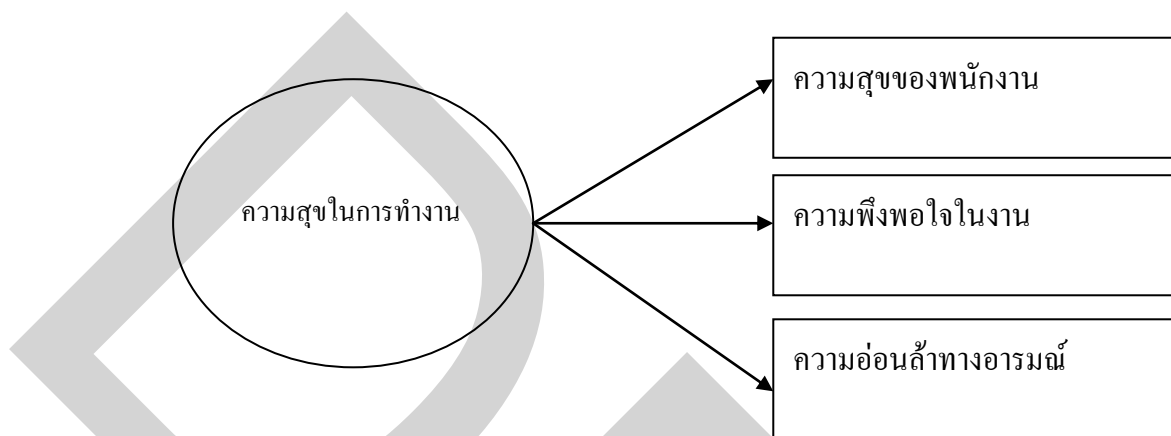 ความสุขของพนักงาน
ความสุขในการทำงาน
ความพึงพอใจในงาน
ความอ่อนล้าทางอารมณ์